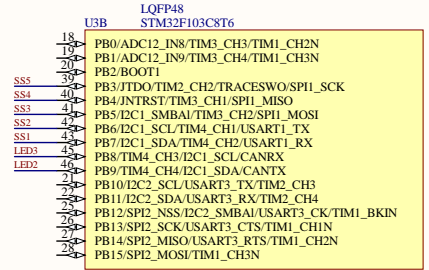 LQFP48
U3B STM32F103C8T6
18 PB0/ADC12_IN8/TIM3_CH3/TIM1_CH2N
19 PB1/ADC12_IN9/TIM3_CH4/TIM1_CH3N
20 PB2/BOOT1
SS5 39 PB3/JTDO/TIM2_CH2/TRACESWO/SPI1_SCK
SS4 40 PB4/JNTRST/TIM3_CH1/SPI1_MISO
SS3 41 PB5/I2C1_SMBAI/TIM3_CH2/SPI1_MOSI
SS2 42 PB6/I2C1_SCL/TIM4_CH1/USART1_TX
SS1 43 PB7/I2C1_SDA/TIM4_CH2/USART1_RX
LED3 45 PB8/TIM4_CH3/I2C1_SCL/CANRX
LED2 46 PB9/TIM4_CH4/I2C1_SDA/CANTX
21 PB10/I2C2_SCL/USART3_TX/TIM2_CH3
22 PB11/I2C2_SDA/USART3_RX/TIM2_CH4
25 PB12/SPI2_NSS/I2C2_SMBAI/USART3_CK/TIM1_BKIN
26 PB13/SPI2_SCK/USART3_CTS/TIM1_CH1N
27 PB14/SPI2_MISO/USART3_RTS/TIM1_CH2N
28 PB15/SPI2_MOSI/TIM1_CH3N